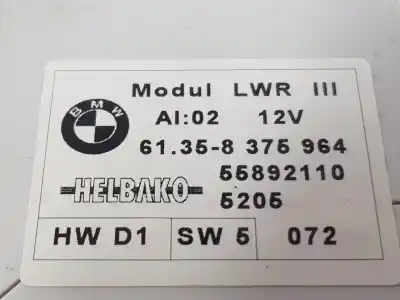 Modul LWR III
BMW
AI:02 12V
61.35-8 375 964
55892110
HELBAKO
5205
HW D1 SW 5 072